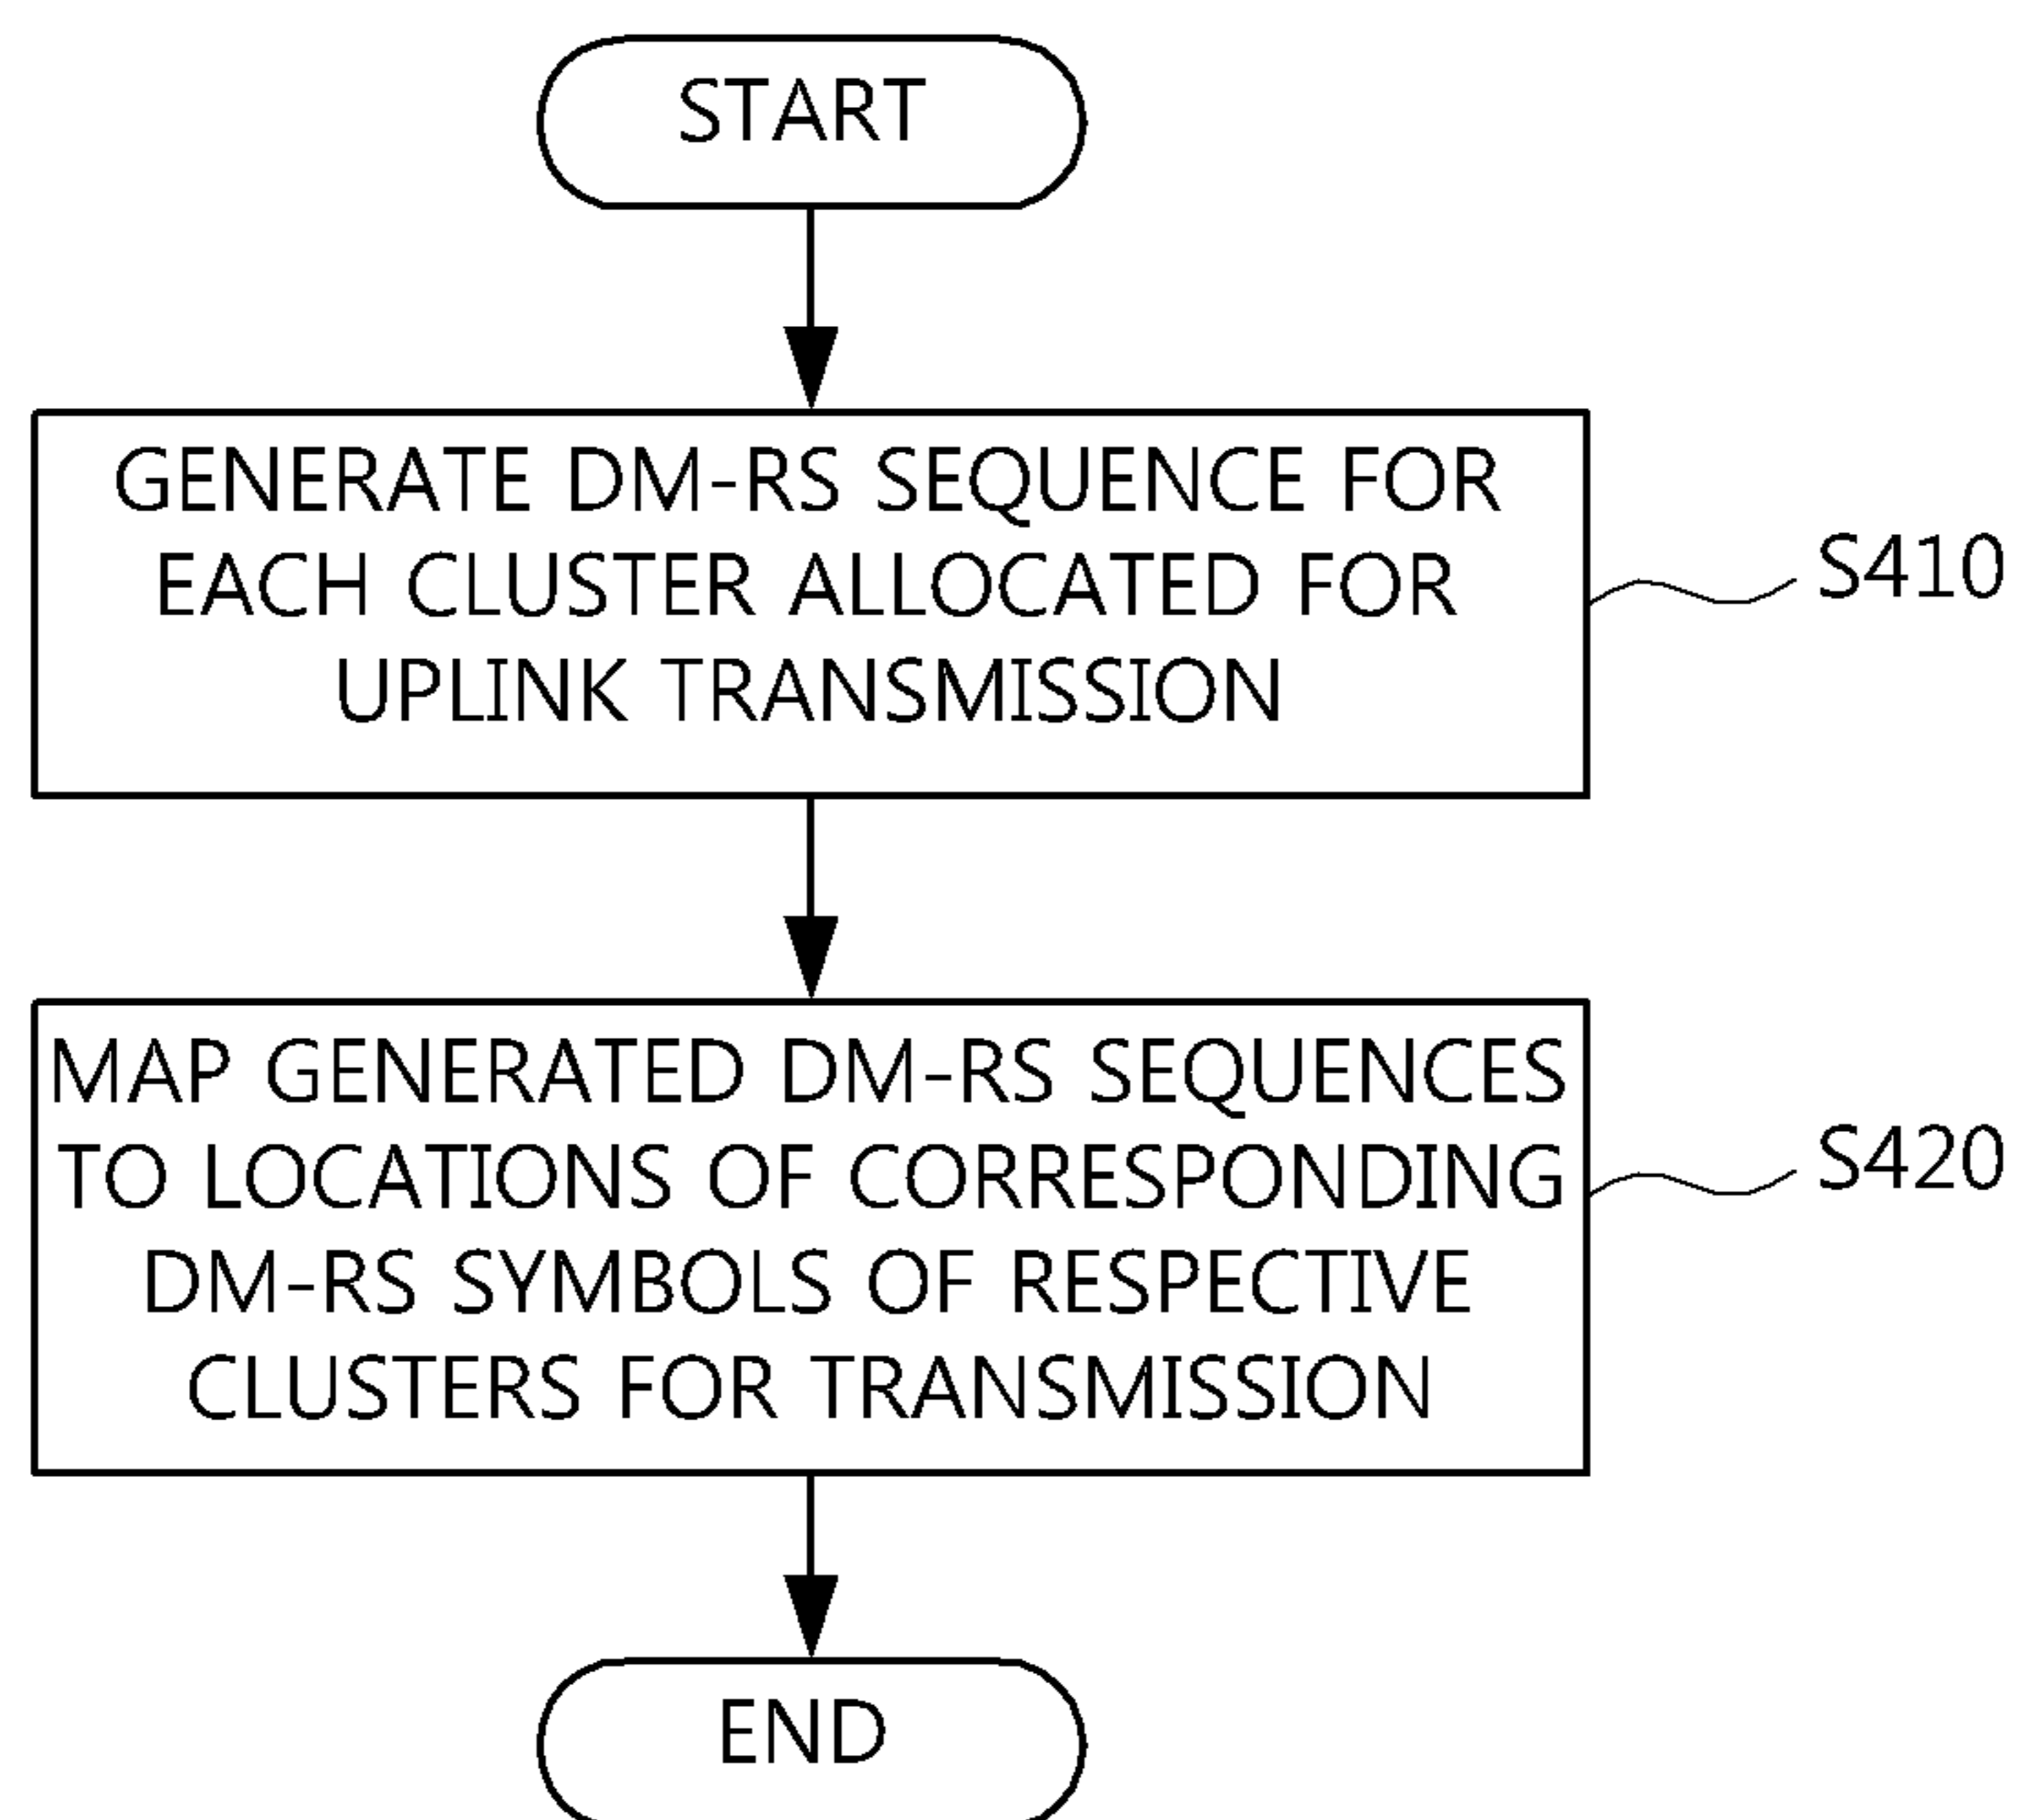 START
GENERATE DM-RS SEQUENCE FOR
EACH CLUSTER ALLOCATED FOR
UPLINK TRANSMISSION
S410
MAP GENERATED DM-RS SEQUENCES
TO LOCATIONS OF CORRESPONDING
DM-RS SYMBOLS OF RESPECTIVE
CLUSTERS FOR TRANSMISSION
S420
END